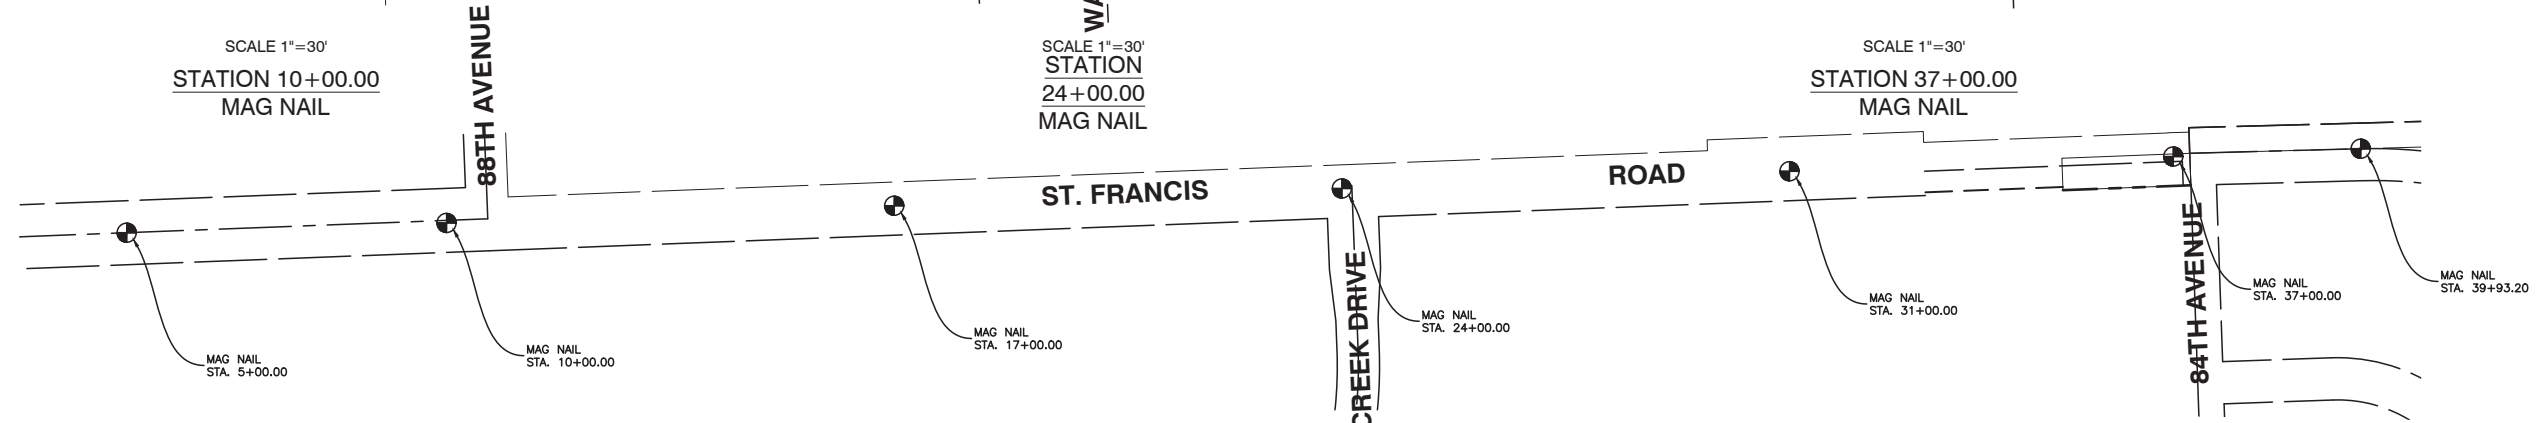 SCALE 1"=30'
STATION 10+00.00
MAG NAIL
88TH AVENUE
WA
SCALE 1"=30'
STATION
24+00.00
MAG NAIL
SCALE 1"=30'
STATION 37+00.00
MAG NAIL
ST. FRANCIS
ROAD
MAG NAIL
STA. 5+00.00
MAG NAIL
STA. 10+00.00
MAG NAIL
STA. 17+00.00
CREEK DRIVE
MAG NAIL
STA. 24+00.00
MAG NAIL
STA. 31+00.00
84TH AVENUE
MAG NAIL
STA. 37+00.00
MAG NAIL
STA. 39+93.20